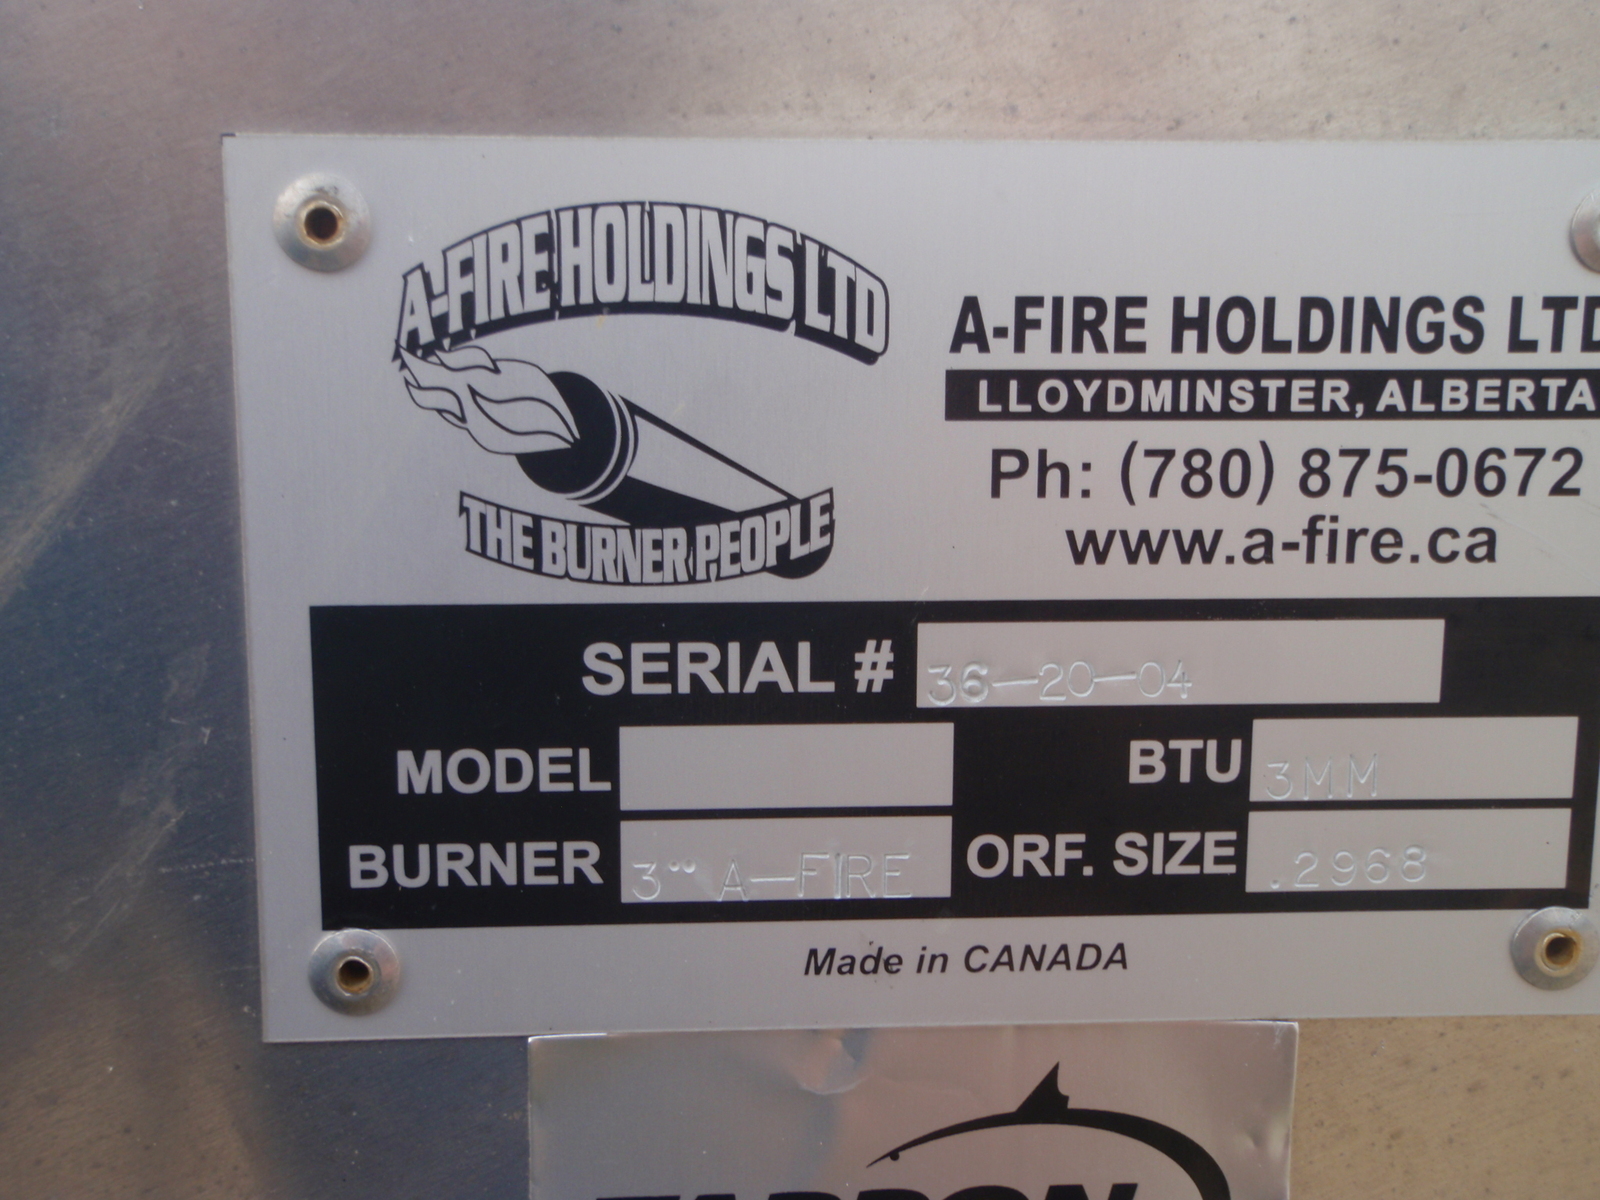 A-FIRE HOLDINGS LTD
THE BURNER PEOPLE
A-FIRE HOLDINGS LTD
LLOYDMINSTER, ALBERTA
Ph: (780) 875-0672
www.a-fire.ca
SERIAL # 36-20-04
MODEL
BTU 3MM
BURNER 3" A-FIRE
ORF. SIZE .2968
Made in CANADA